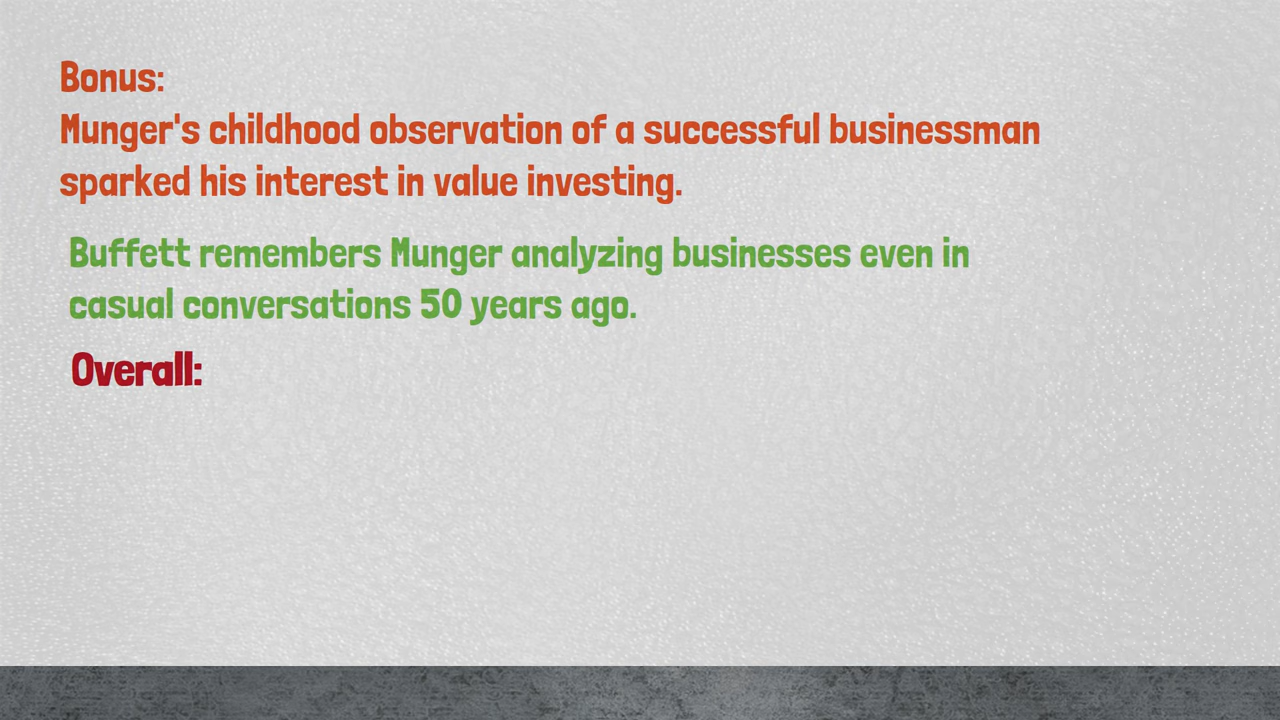 Bonus:
Munger's childhood observation of a successful businessman
sparked his interest in value investing.
Buffett remembers Munger analyzing businesses even in
casual conversations 50 years ago.
Overall: